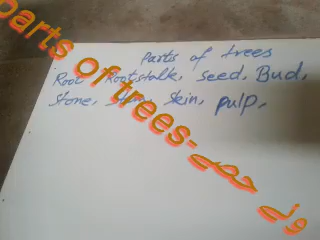 Parts of trees
Root Rootstalk, Seed, Bud,
Stone, Skin, pulp,
parts of trees-